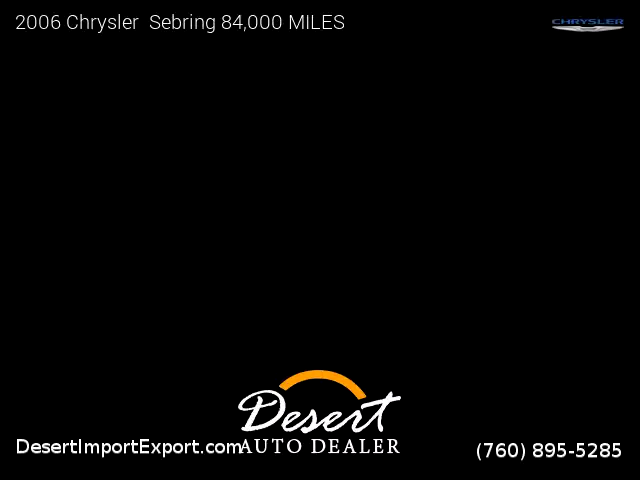 2006 Chrysler  Sebring 84,000 MILES
CHRYSLER
Desert
AUTO DEALER
DesertImportExport.com
(760) 895-5285